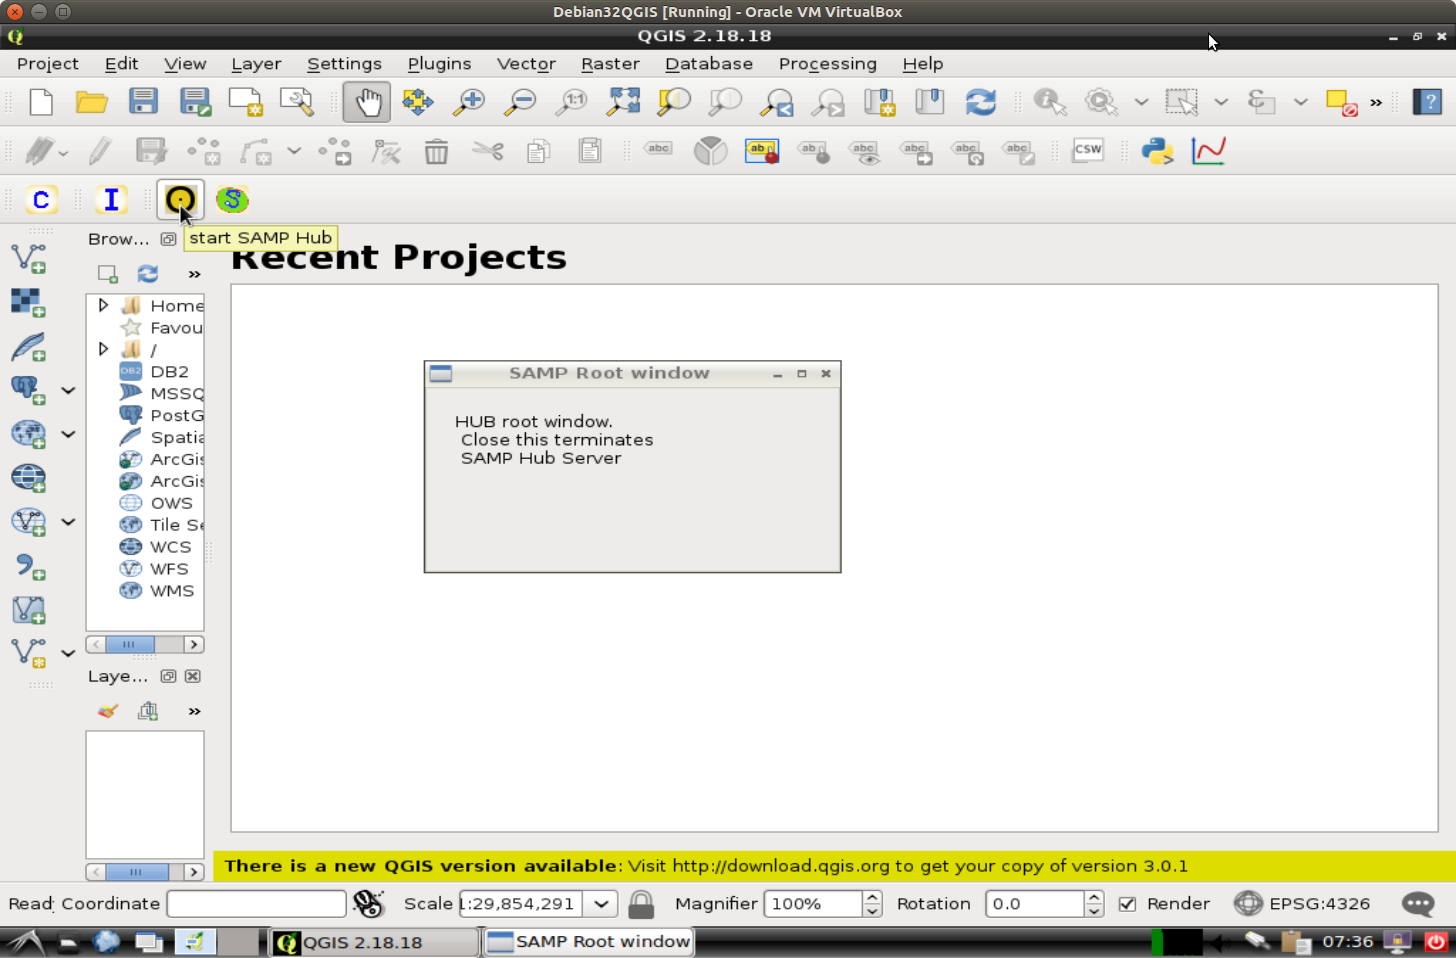 Debian32QGIS [Running] - Oracle VM VirtualBox
QGIS 2.18.18
Project Edit View Layer Settings Plugins Vector Raster Database Processing Help
1:1
?
abc ab abc abc abc abc abc CSW
C I S
Brow...
start SAMP Hub
Recent Projects
Home
Favou
/
DB2 DB2
MSSQ
PostG
Spatia
ArcGis
ArcGis
OWS
Tile Se
WCS
WFS
WMS
SAMP Root window
HUB root window.
Close this terminates
SAMP Hub Server
Laye...
There is a new QGIS version available: Visit http://download.qgis.org to get your copy of version 3.0.1
Read Coordinate Scale 1:29,854,291 Magnifier 100% Rotation 0.0 Render EPSG:4326
QGIS 2.18.18 SAMP Root window 07:36